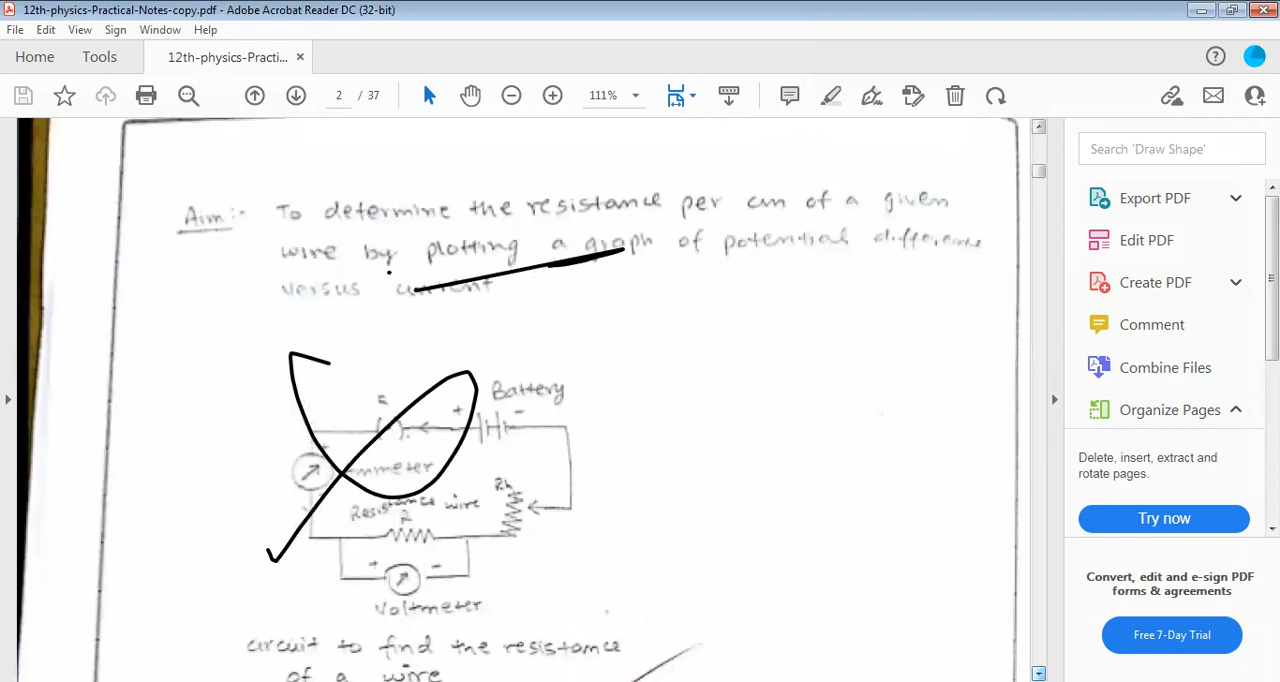 12th-physics-Practical-Notes-copy.pdf - Adobe Acrobat Reader DC (32-bit)
File Edit View Sign Window Help
Home Tools 12th-physics-Practi... ×
2 / 37 111%
Search 'Draw Shape'
Export PDF
Edit PDF
Create PDF
Comment
Combine Files
Organize Pages
Delete, insert, extract and
rotate pages.
Try now
Convert, edit and e-sign PDF
forms & agreements
Free 7-Day Trial
Aim:- To determine the resistance per cm of a given
wire by plotting a graph of potential difference
versus current
Battery
+ -
Ammeter
Resistance wire
R
Rh
+ -
Voltmeter
circuit to find the resistance
of a wire